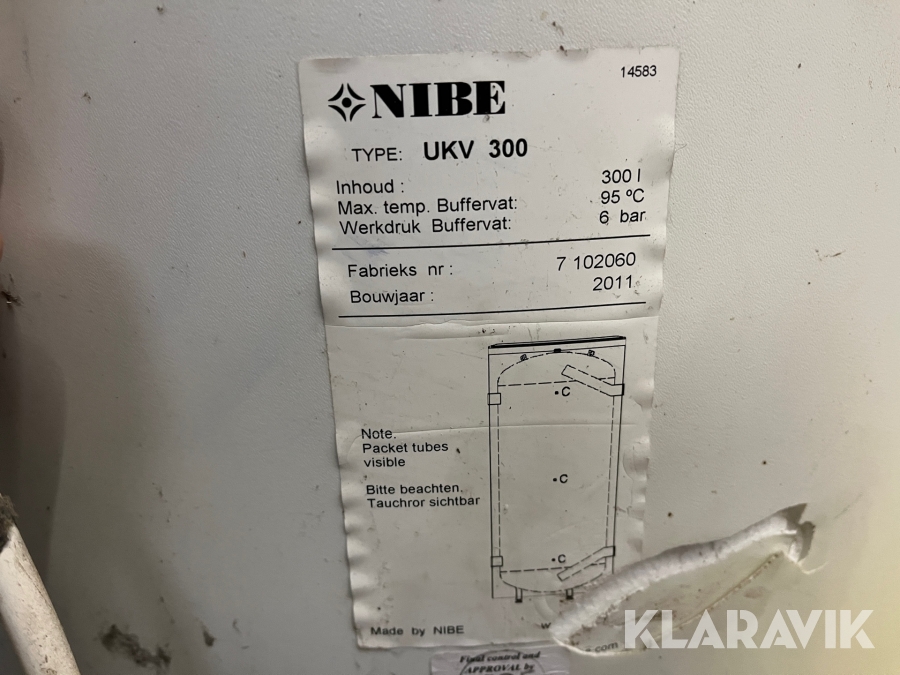 14583
NIBE
TYPE: UKV 300
Inhoud : 300 l
Max. temp. Buffervat: 95 ºC
Werkdruk Buffervat: 6 bar
Fabrieks nr : 7 102060
Bouwjaar : 2011
C
Note.
Packet tubes
visible
C
Bitte beachten.
Tauchror sichtbar
C
Made by NIBE
w
.com
KLARAVIK
Final control and
APPROVAL by